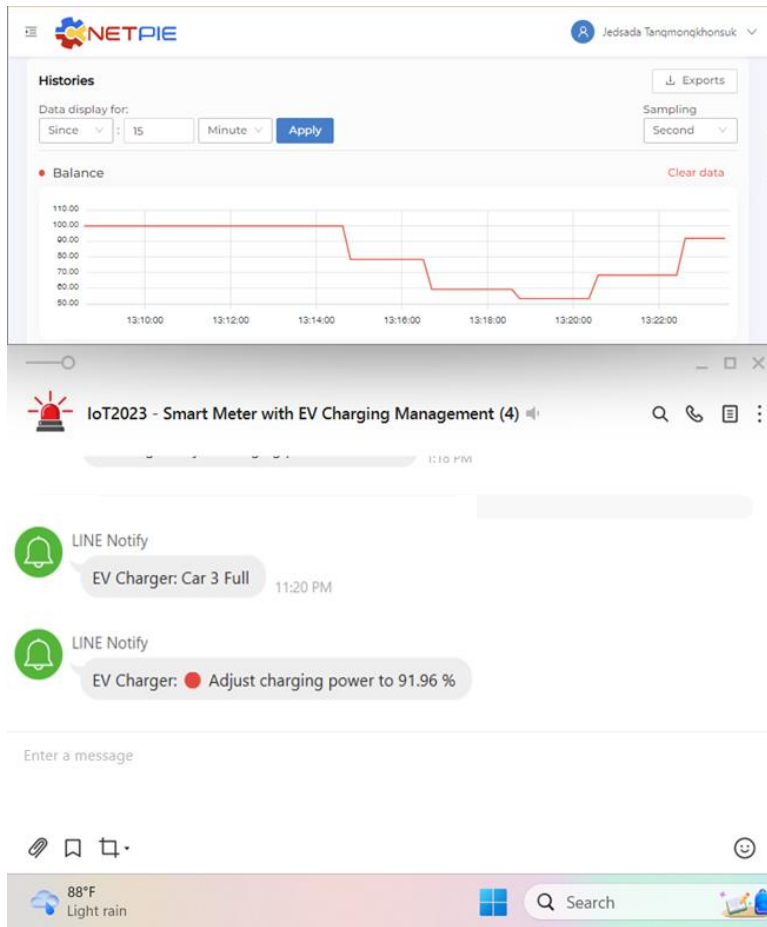 NETPIE
Jedsada Tangmongkhonsuk
Histories
Exports
Data display for:
Sampling
Since
:
15
Minute
Apply
Second
Balance
Clear data
110.00
100.00
90.00
80.00
70.00
60.00
50.00
13:10:00 13:12:00 13:14:00 13:16:00 13:18:00 13:20:00 13:22:00
IoT2023 - Smart Meter with EV Charging Management (4)
1:18 PM
LINE Notify
EV Charger: Car 3 Full
11:20 PM
LINE Notify
EV Charger: Adjust charging power to 91.96 %
Enter a message
88°F
Light rain
Search